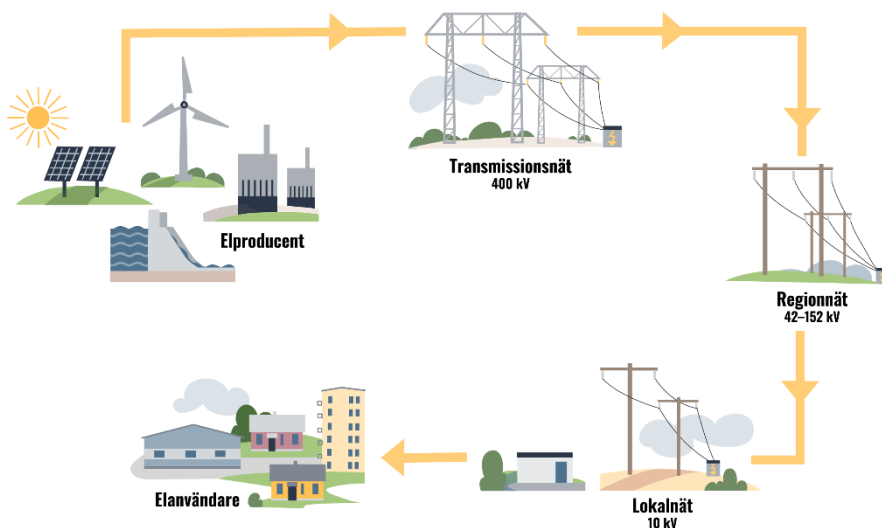 Transmissionsnät
400 kV
Elproducent
Regionnät
42–152 kV
Elanvändare
Lokalnät
10 kV